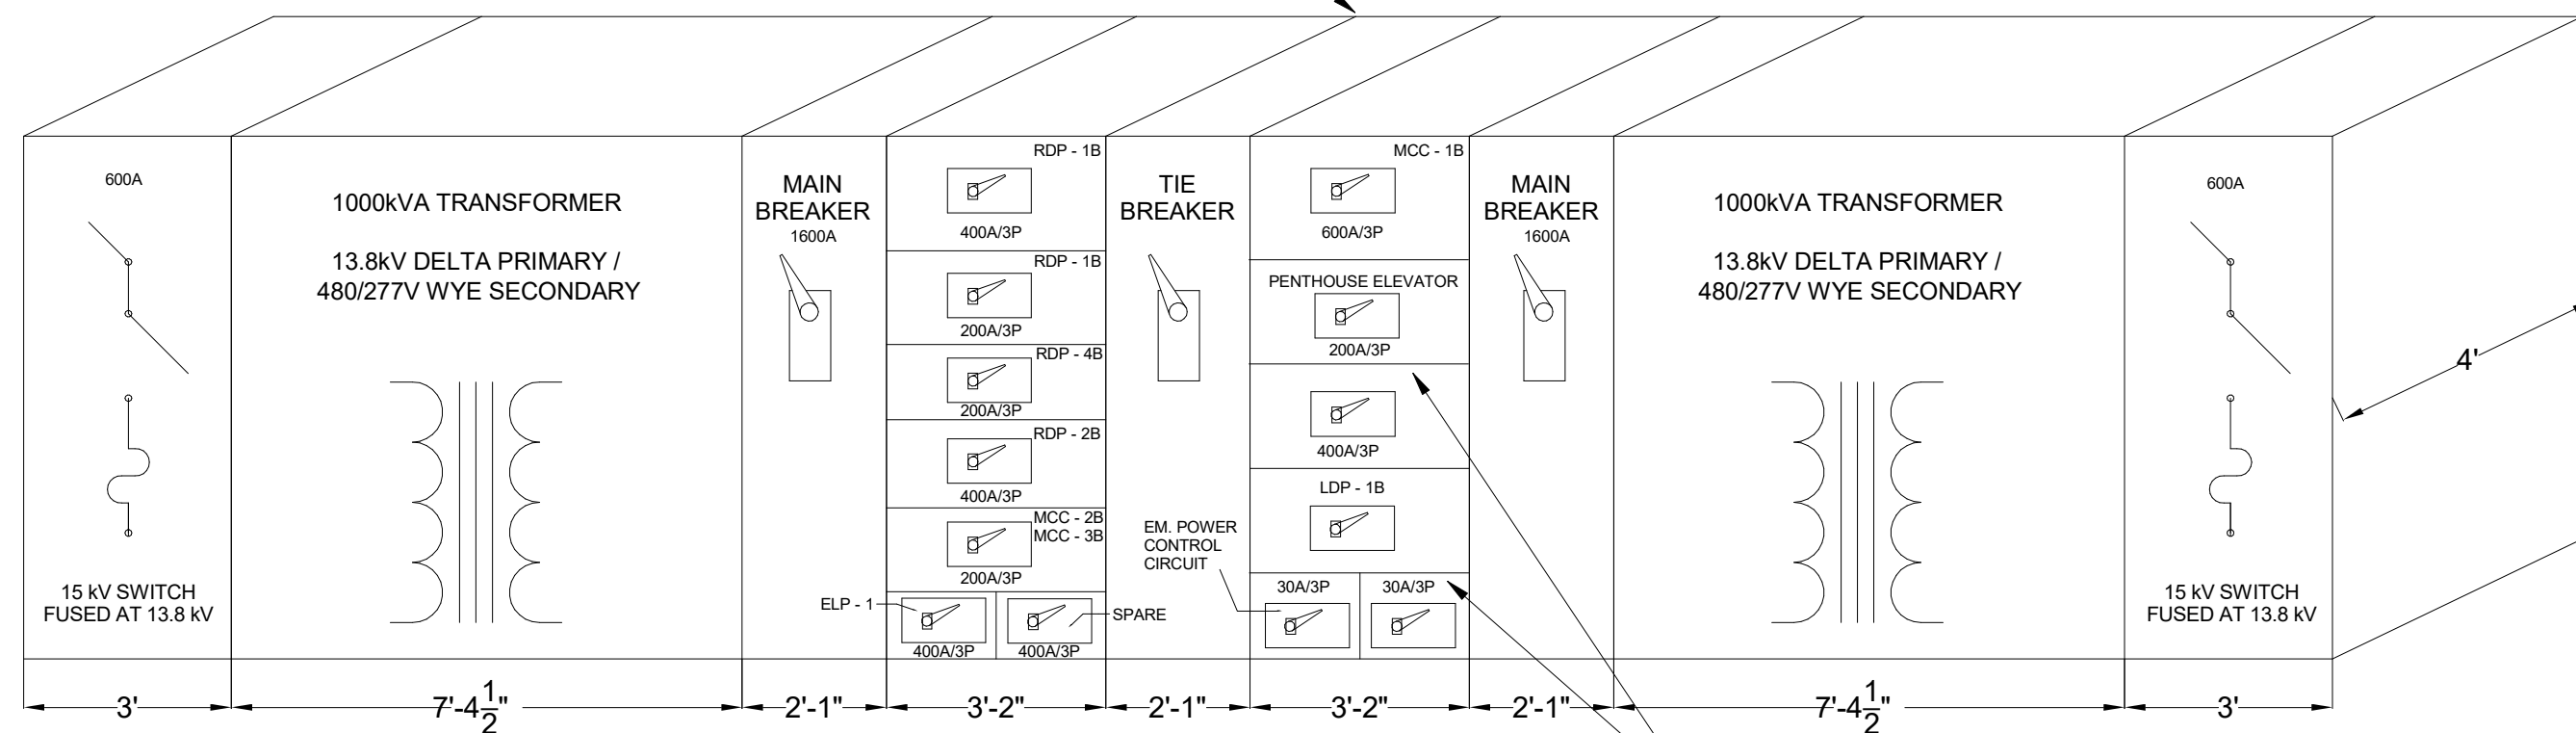 600A
15 kV SWITCH
FUSED AT 13.8 kV
1000kVA TRANSFORMER
13.8kV DELTA PRIMARY /
480/277V WYE SECONDARY
MAIN
BREAKER
1600A
RDP - 1B
400A/3P
RDP - 1B
200A/3P
RDP - 4B
200A/3P
RDP - 2B
400A/3P
MCC - 2B
MCC - 3B
200A/3P
ELP - 1
400A/3P
SPARE
400A/3P
TIE
BREAKER
EM. POWER
CONTROL
CIRCUIT
MCC - 1B
600A/3P
PENTHOUSE ELEVATOR
200A/3P
400A/3P
LDP - 1B
30A/3P
30A/3P
MAIN
BREAKER
1600A
1000kVA TRANSFORMER
13.8kV DELTA PRIMARY /
480/277V WYE SECONDARY
600A
15 kV SWITCH
FUSED AT 13.8 kV
4'
3'
7'-4 1/2"
2'-1"
3'-2"
2'-1"
3'-2"
2'-1"
7'-4 1/2"
3'